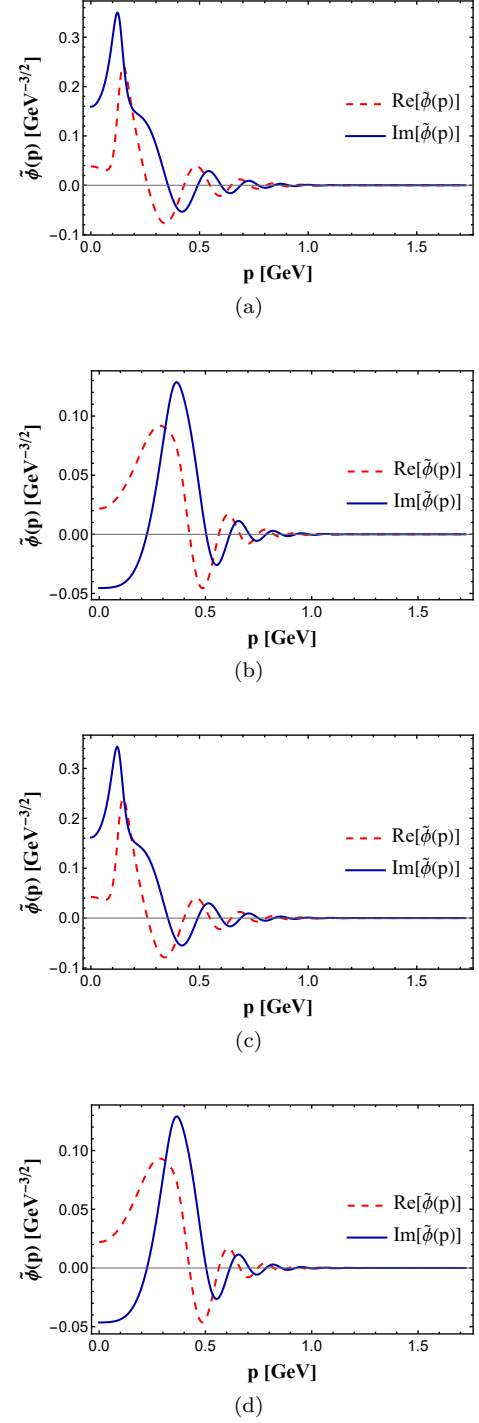 0.3
0.2
0.1
0.0
-0.1
ϕ̃(p) [GeV⁻³/²]
Re[ϕ̃(p)]
Im[ϕ̃(p)]
0.0 0.5 1.0 1.5
p [GeV]
(a)
0.10
0.05
0.00
-0.05
ϕ̃(p) [GeV⁻³/²]
Re[ϕ̃(p)]
Im[ϕ̃(p)]
0.0 0.5 1.0 1.5
p [GeV]
(b)
0.3
0.2
0.1
0.0
-0.1
ϕ̃(p) [GeV⁻³/²]
Re[ϕ̃(p)]
Im[ϕ̃(p)]
0.0 0.5 1.0 1.5
p [GeV]
(c)
0.10
0.05
0.00
-0.05
ϕ̃(p) [GeV⁻³/²]
Re[ϕ̃(p)]
Im[ϕ̃(p)]
0.0 0.5 1.0 1.5
p [GeV]
(d)